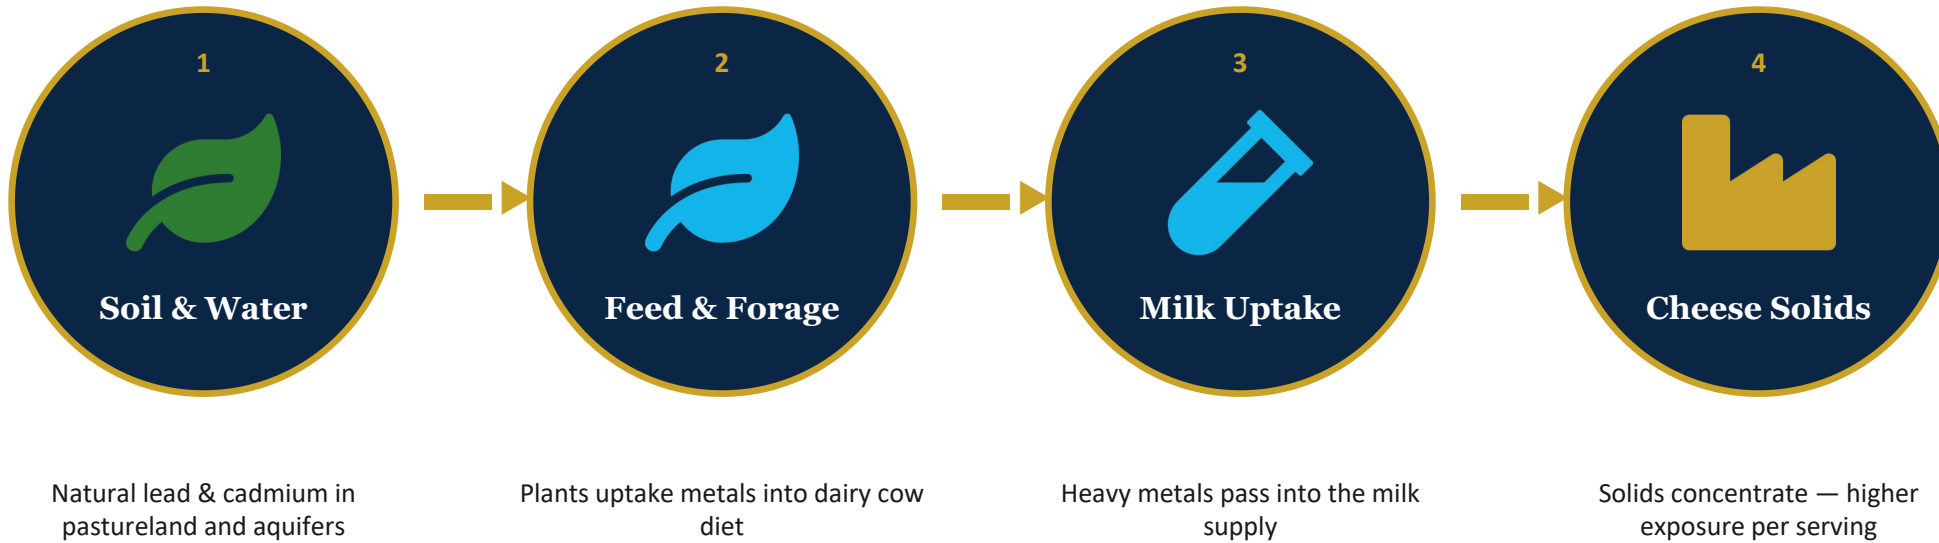 1
Soil & Water
Natural lead & cadmium in
pastureland and aquifers
2
Feed & Forage
Plants uptake metals into dairy cow
diet
3
Milk Uptake
Heavy metals pass into the milk
supply
4
Cheese Solids
Solids concentrate — higher
exposure per serving